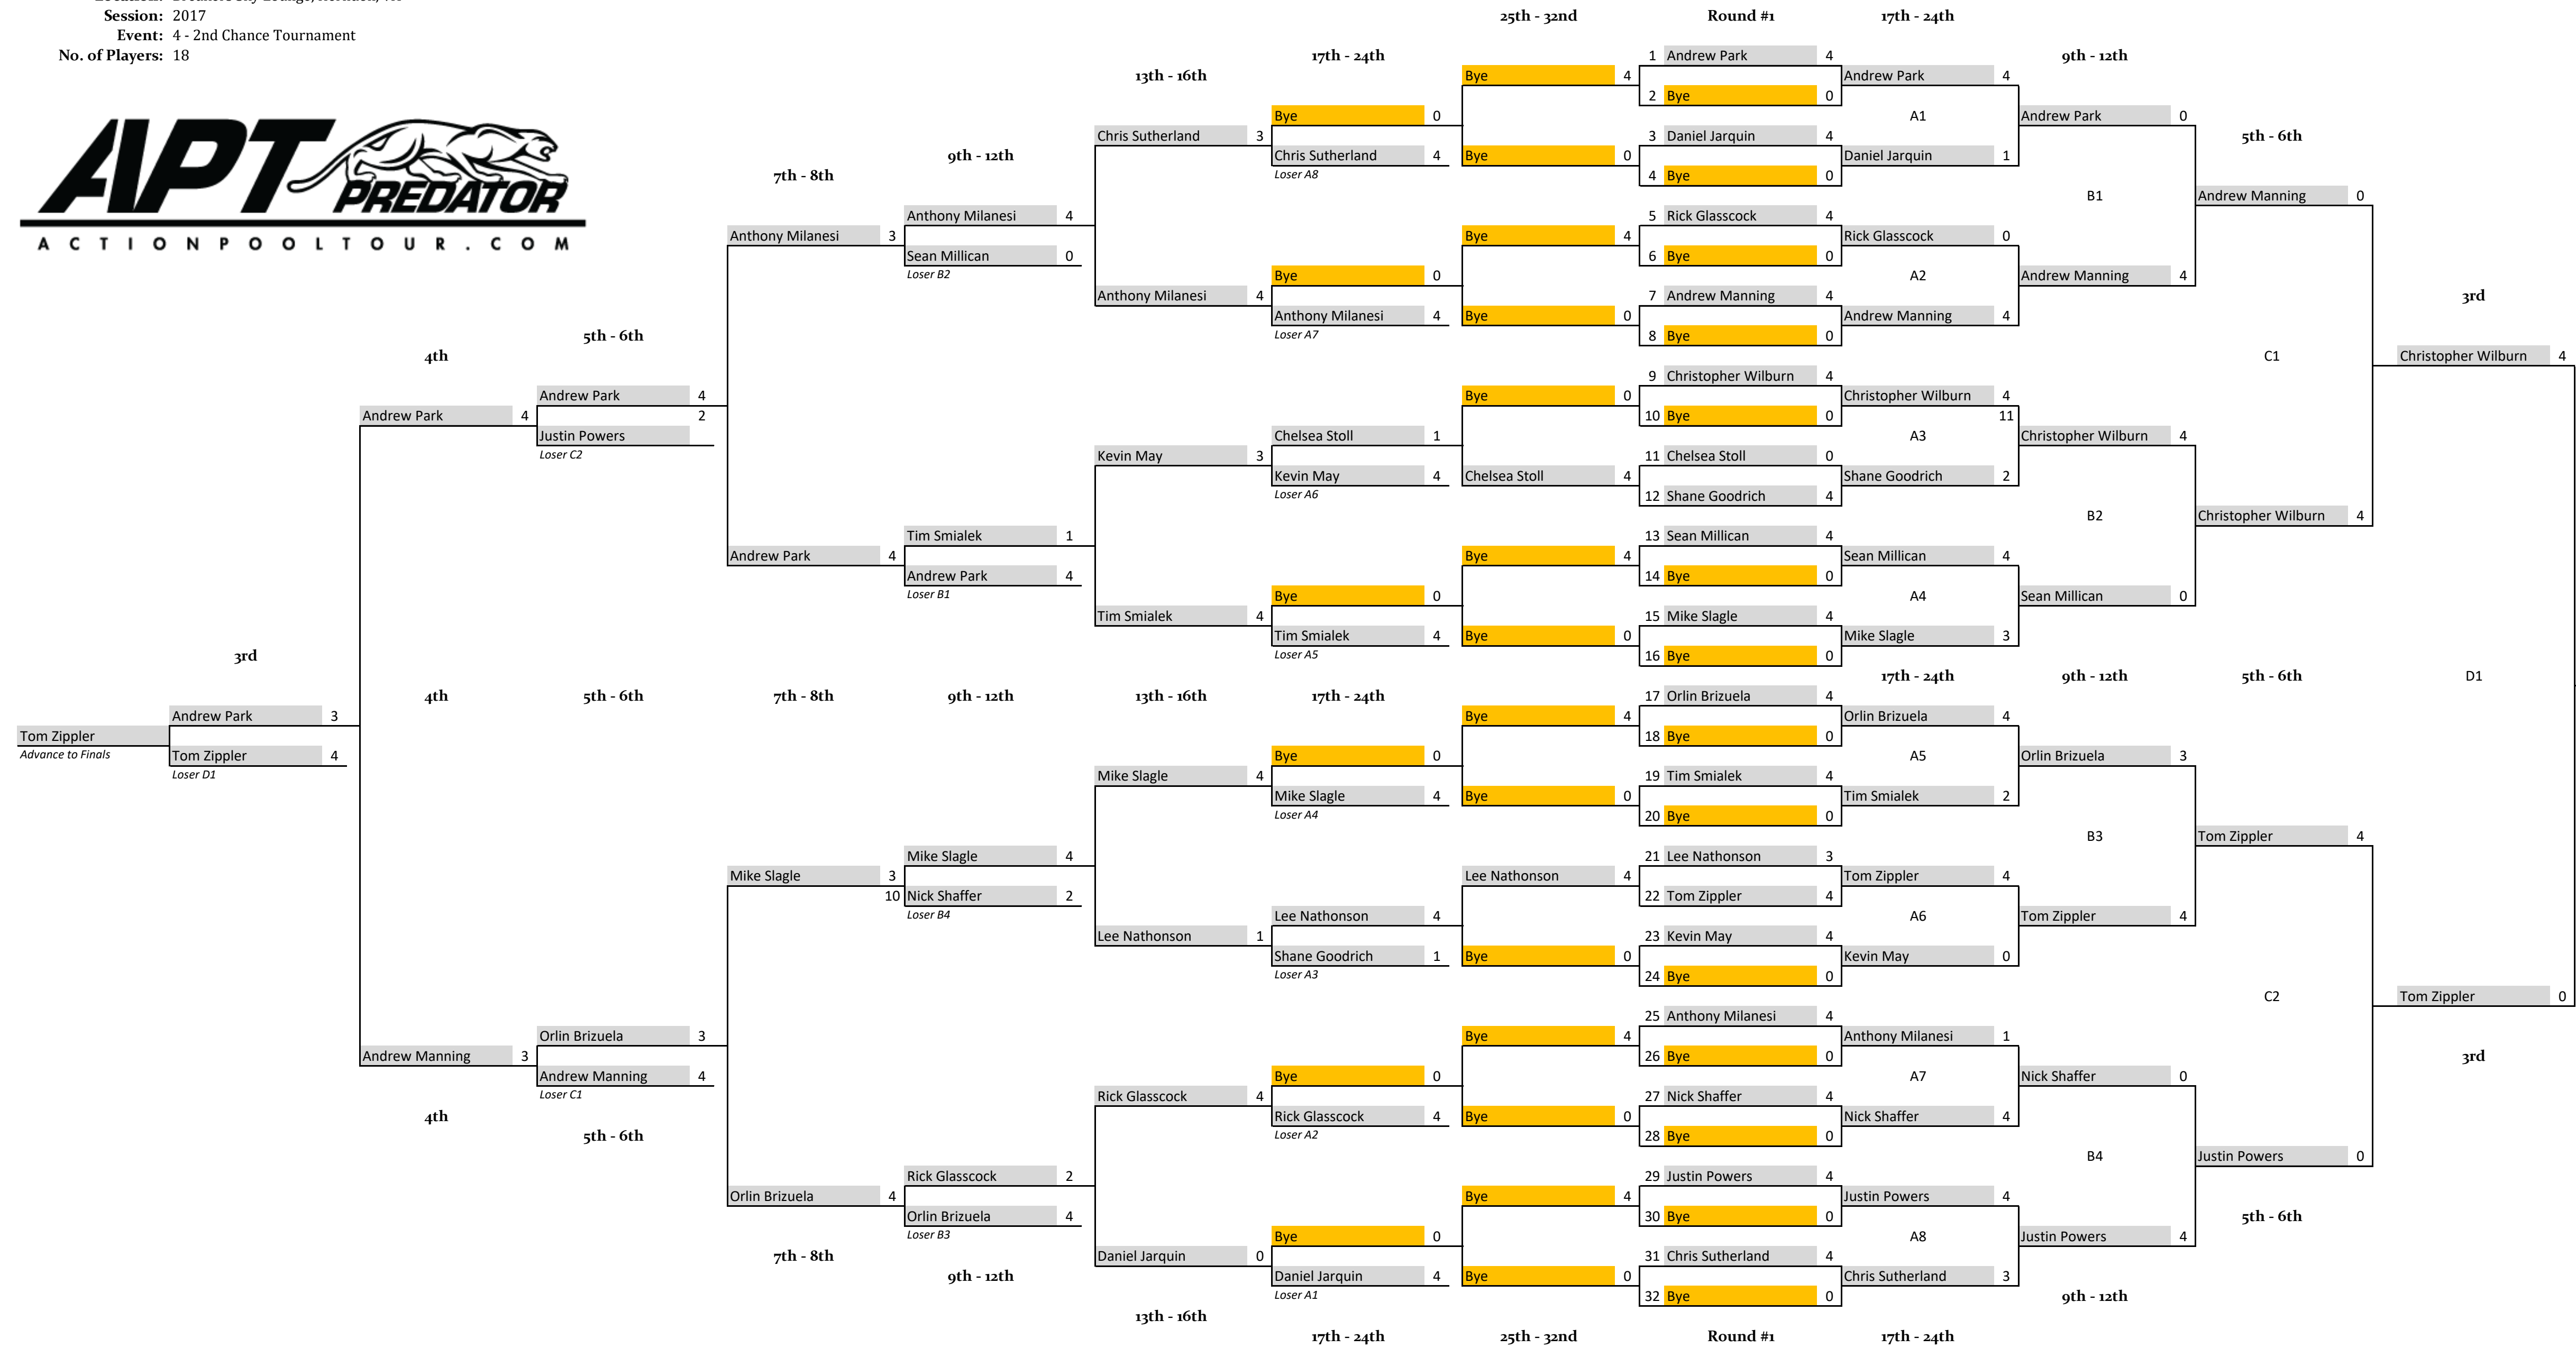 Location: Breakers Sky Lounge, Herndon, VA
Session: 2017 25th - 32nd Round #1 17th - 24th
Event: 4 - 2nd Chance Tournament
No. of Players: 18 17th - 24th 1 Andrew Park 4 9th - 12th
13th - 16th Bye 4 Andrew Park 4
2 Bye 0
Bye 0 A1 Andrew Park 0
Chris Sutherland 3 3 Daniel Jarquin 4 5th - 6th
9th - 12th Chris Sutherland 4 Bye 0 Daniel Jarquin 1
7th - 8th Loser A8 4 Bye 0
APT PREDATOR
B1 Andrew Manning 0
Anthony Milanesi 4 5 Rick Glasscock 4
ACTIONPOOLTOUR.COM
Anthony Milanesi 3 Bye 4 Rick Glasscock 0
Sean Millican 0 6 Bye 0
Loser B2 Bye 0 A2 Andrew Manning 4
Anthony Milanesi 4 7 Andrew Manning 4 3rd
Anthony Milanesi 4 Bye 0 Andrew Manning 4
5th - 6th Loser A7 8 Bye 0
4th C1 Christopher Wilburn 4
9 Christopher Wilburn 4
Andrew Park 4 Bye 0 Christopher Wilburn 4
Andrew Park 4 2 10 Bye 0 11
Justin Powers Chelsea Stoll 1 A3 Christopher Wilburn 4
Loser C2 Kevin May 3 11 Chelsea Stoll 0
Kevin May 4 Chelsea Stoll 4 Shane Goodrich 2
Loser A6 12 Shane Goodrich 4
B2 Christopher Wilburn 4
Tim Smialek 1 13 Sean Millican 4
Andrew Park 4 Bye 4 Sean Millican 4
Andrew Park 4 14 Bye 0
Loser B1 Bye 0 A4 Sean Millican 0
Tim Smialek 4 15 Mike Slagle 4
Tim Smialek 4 Bye 0 Mike Slagle 3
3rd Loser A5 16 Bye 0
17th - 24th 9th - 12th 5th - 6th D1
4th 5th - 6th 7th - 8th 9th - 12th 13th - 16th 17th - 24th 17 Orlin Brizuela 4
Andrew Park 3 Bye 4 Orlin Brizuela 4
Tom Zippler 18 Bye 0
Advance to Finals Tom Zippler 4 Bye 0 A5 Orlin Brizuela 3
Loser D1 Mike Slagle 4 19 Tim Smialek 4
Mike Slagle 4 Bye 0 Tim Smialek 2
Loser A4 20 Bye 0
B3 Tom Zippler 4
Mike Slagle 4 21 Lee Nathonson 3
Mike Slagle 3 Lee Nathonson 4 Tom Zippler 4
10 Nick Shaffer 2 22 Tom Zippler 4
Loser B4 Lee Nathonson 4 A6 Tom Zippler 4
Lee Nathonson 1 23 Kevin May 4
Shane Goodrich 1 Bye 0 Kevin May 0
Loser A3 24 Bye 0
C2 Tom Zippler 0
25 Anthony Milanesi 4
Orlin Brizuela 3 Bye 4 Anthony Milanesi 1
Andrew Manning 3 26 Bye 0 3rd
Andrew Manning 4 Bye 0 A7 Nick Shaffer 0
Loser C1 Rick Glasscock 4 27 Nick Shaffer 4
4th Rick Glasscock 4 Bye 0 Nick Shaffer 4
5th - 6th Loser A2 28 Bye 0
B4 Justin Powers 0
Rick Glasscock 2 29 Justin Powers 4
Orlin Brizuela 4 Bye 4 Justin Powers 4
Orlin Brizuela 4 30 Bye 0 5th - 6th
Loser B3 Bye 0 A8 Justin Powers 4
7th - 8th Daniel Jarquin 0 31 Chris Sutherland 4
9th - 12th Daniel Jarquin 4 Bye 0 Chris Sutherland 3
Loser A1 32 Bye 0 9th - 12th
13th - 16th
17th - 24th 25th - 32nd Round #1 17th - 24th